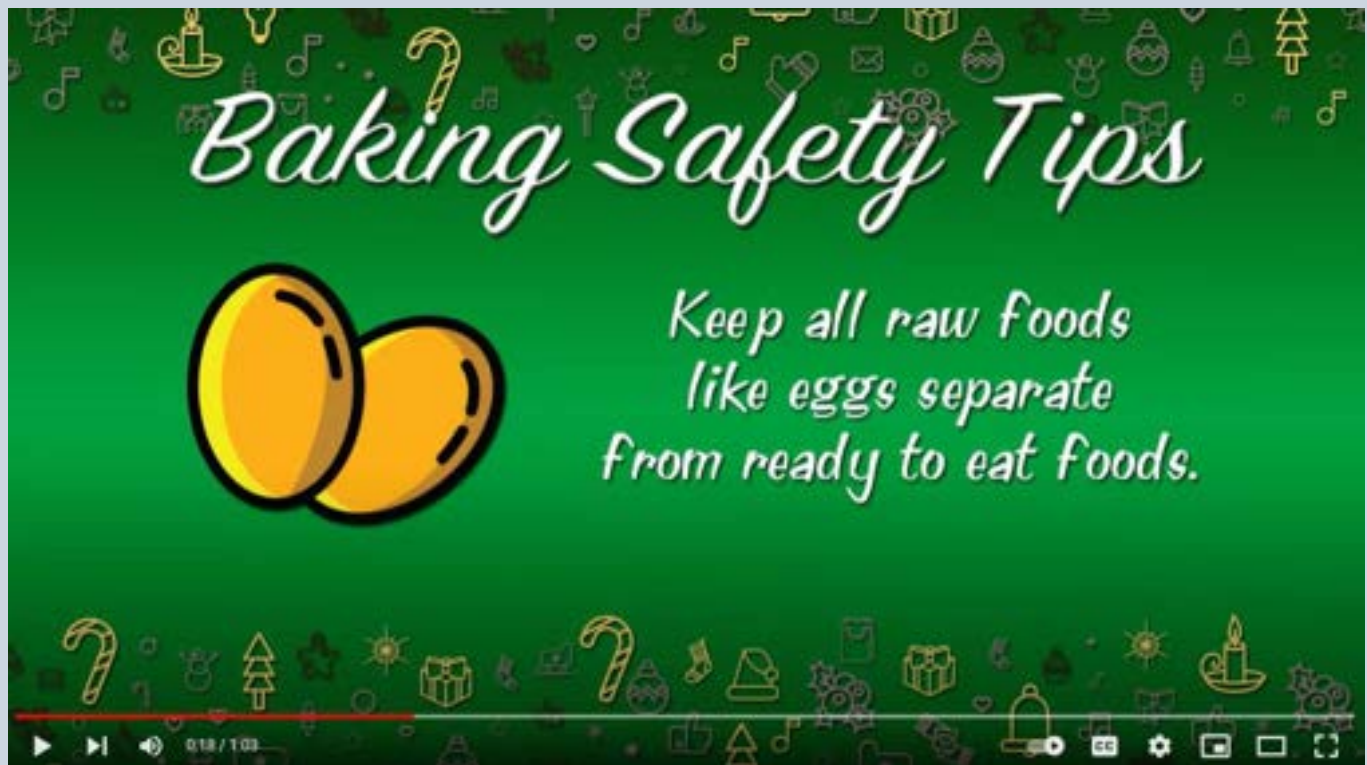 Baking Safety Tips
Keep all raw foods
like eggs separate
from ready to eat foods.
0:18 / 1:03
CC